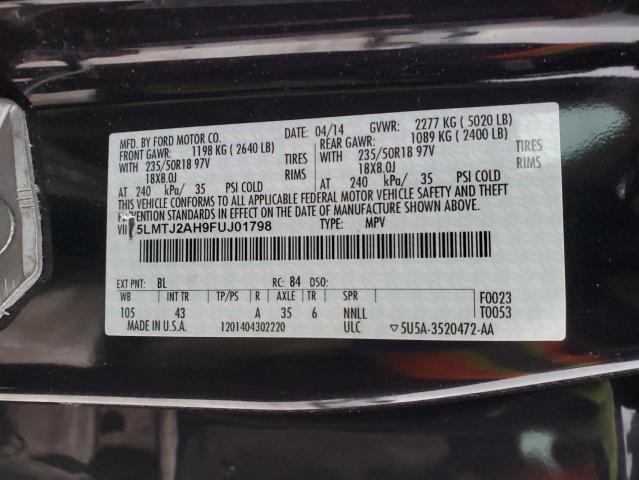 MFD. BY FORD MOTOR CO.
DATE: 04/14 GVWR: 2277 KG ( 5020 LB)
FRONT GAWR: 1198 KG ( 2640 LB) REAR GAWR: 1089 KG ( 2400 LB)
WITH 235/50R18 97V TIRES WITH 235/50R18 97V TIRES
18X8.0J RIMS 18X8.0J RIMS
AT 240 kPa/ 35 PSI COLD AT 240 kPa/ 35 PSI COLD
THIS VEHICLE CONFORMS TO ALL APPLICABLE FEDERAL MOTOR VEHICLE SAFETY AND THEFT
PREVENTION STANDARDS IN EFFECT ON THE DATE OF MANUFACTURE SHOWN ABOVE.
5LMTJ2AH9FUJ01798 TYPE: MPV
EXT PNT: BL RC: 84 DSO:
WB INT TR TP/PS R AXLE TR SPR F0023
105 43 A 35 6 NNLL T0053
MADE IN U.S.A. 1201404302220 ULC ▽5U5A-3520472-AA